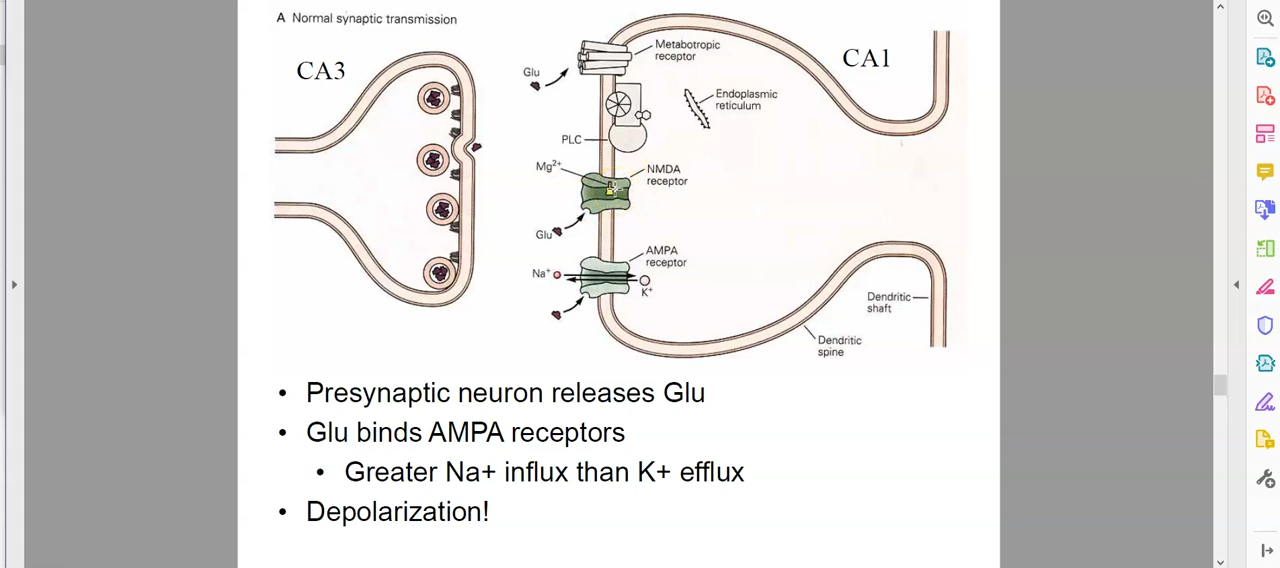 A Normal synaptic transmission
CA3
Glu
Metabotropic
receptor
CA1
Endoplasmic
reticulum
PLC
Mg2+
NMDA
receptor
Glu
AMPA
receptor
Na+
K+
Dendritic
shaft
Dendritic
spine
• Presynaptic neuron releases Glu
• Glu binds AMPA receptors
• Greater Na+ influx than K+ efflux
• Depolarization!